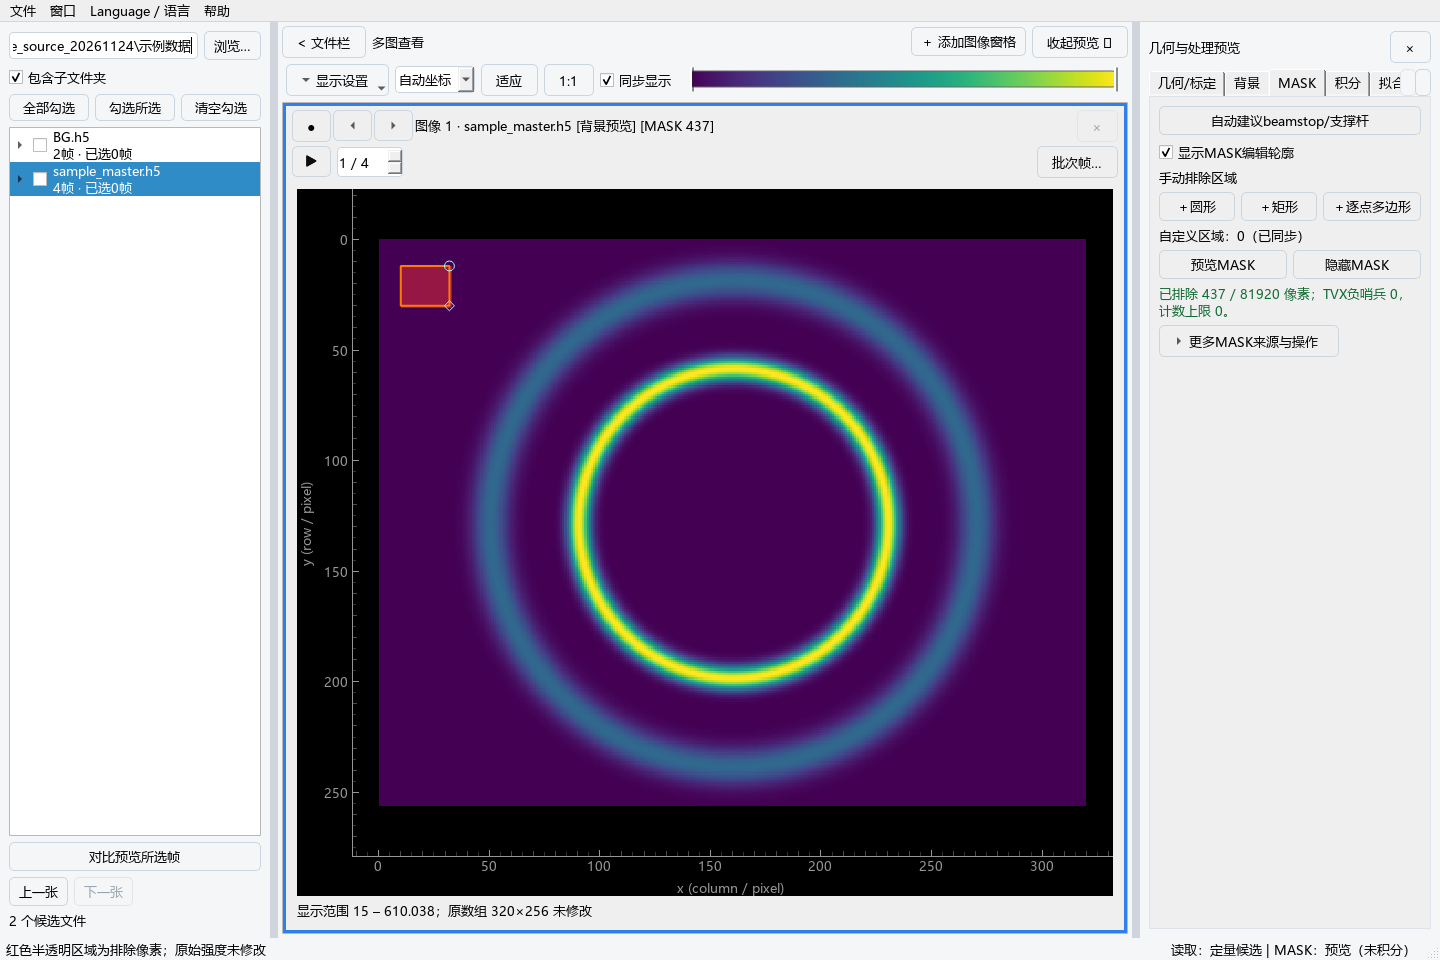 文件 窗口 Language / 语言 帮助
e_source_20261124\示例数据 浏览...
包含子文件夹
全部勾选 勾选所选 清空勾选
BG.h5
2帧 · 已选0帧
sample_master.h5
4帧 · 已选0帧
对比预览所选帧
上一张 下一张
2 个候选文件
< 文件栏 多图查看 + 添加图像窗格 收起预览
显示设置 自动坐标 适应 1:1 同步显示
图像 1 · sample_master.h5 [背景预览] [MASK 437] ×
1 / 4 批次帧...
0
50
100
150
200
250
y (row / pixel)
0 50 100 150 200 250 300
x (column / pixel)
显示范围 15 – 610.038；原数组 320×256 未修改
几何与处理预览 ×
几何/标定 背景 MASK 积分 拟合
自动建议beamstop/支撑杆
显示MASK编辑轮廓
手动排除区域
+ 圆形 + 矩形 + 逐点多边形
自定义区域：0（已同步）
预览MASK 隐藏MASK
已排除 437 / 81920 像素；TVX负哨兵 0，
计数上限 0。
更多MASK来源与操作
红色半透明区域为排除像素；原始强度未修改 读取：定量候选 | MASK：预览（未积分）